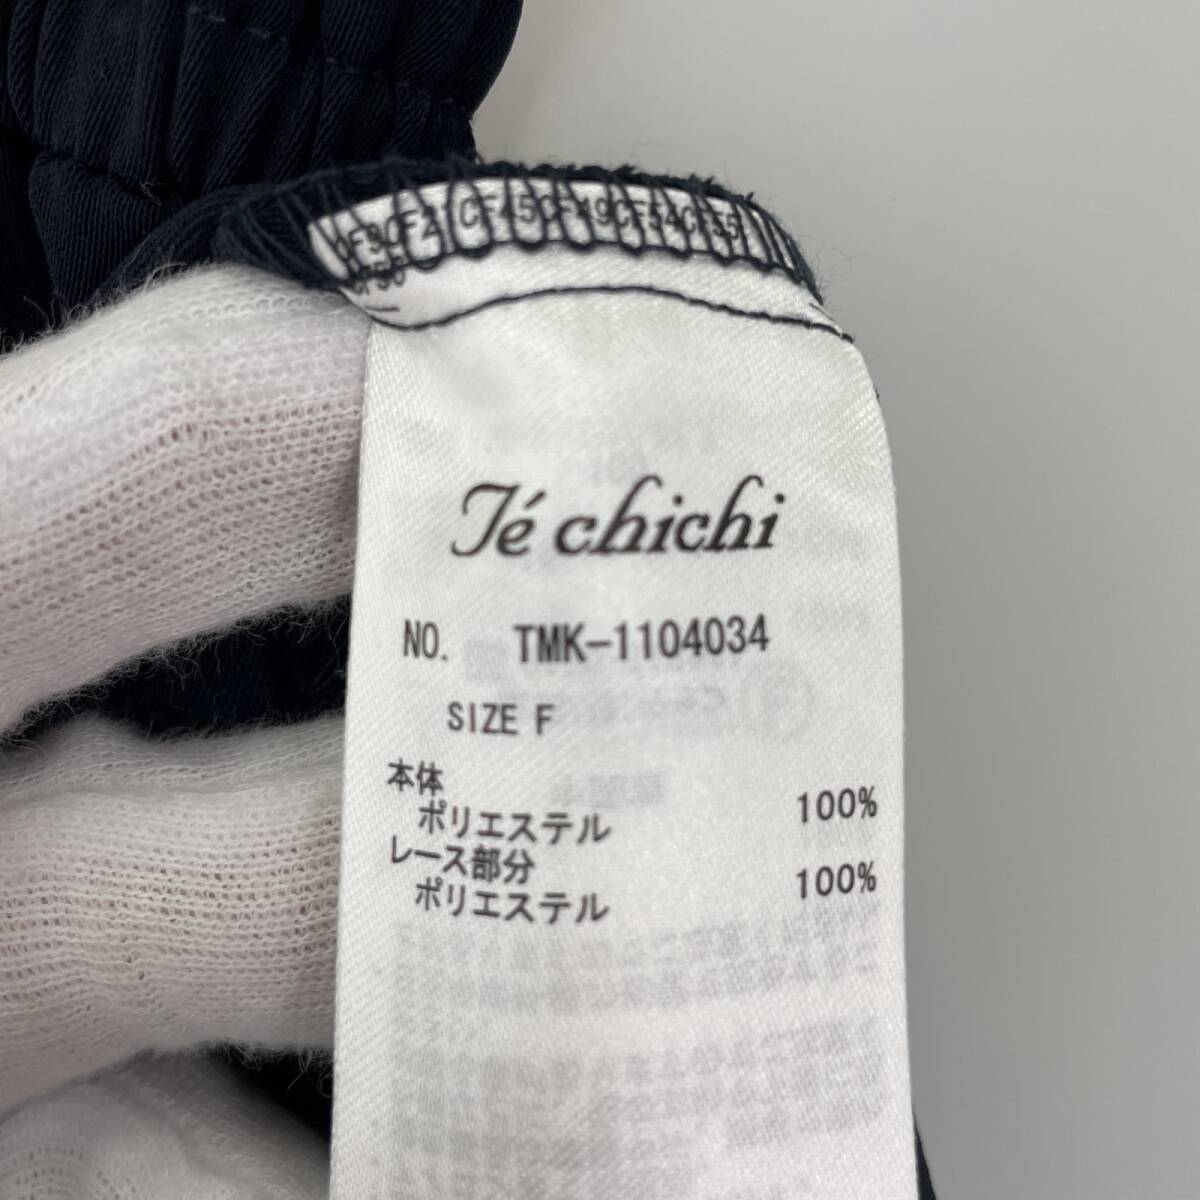 CF45CF49CF54CF55
Té chichi
NO. TMK-1104034
SIZE F
本体
ポリエステル 100%
レース部分
ポリエステル 100%